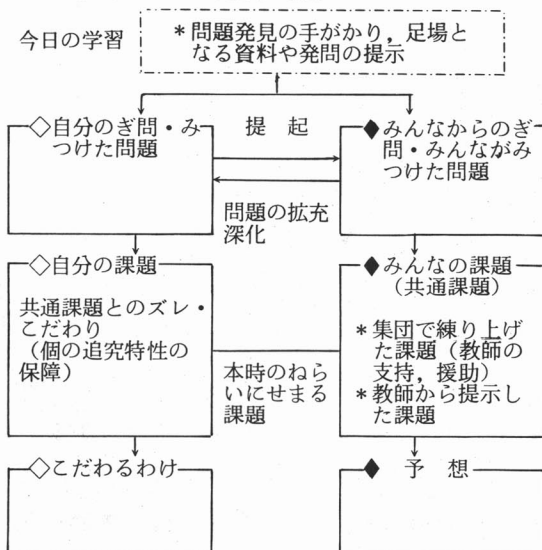 今日の学習
＊問題発見の手がかり，足場と
なる資料や発問の提示
◇自分のぎ問・み
つけた問題
提　起
◆みんなからのぎ
問・みんながみ
つけた問題
問題の拡充
深化
◇自分の課題
共通課題とのズレ・
こだわり
（個の追究特性の
保障）
本時のねら
いにせまる
課題
◆みんなの課題
（共通課題）
＊集団で練り上げ
た課題（教師の
支持，援助）
＊教師から提示し
た課題
◇こだわるわけ
◆　予　想